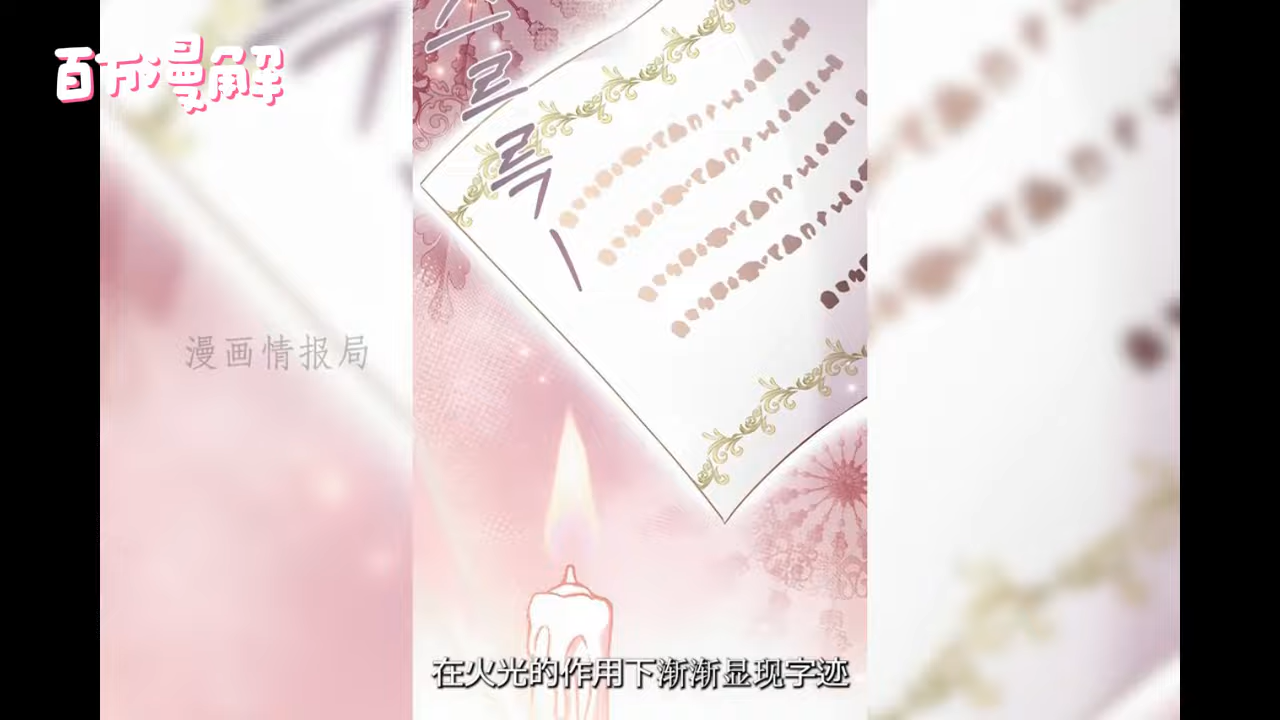 百万漫解
스르륵
漫画情报局
在火光的作用下渐渐显现字迹